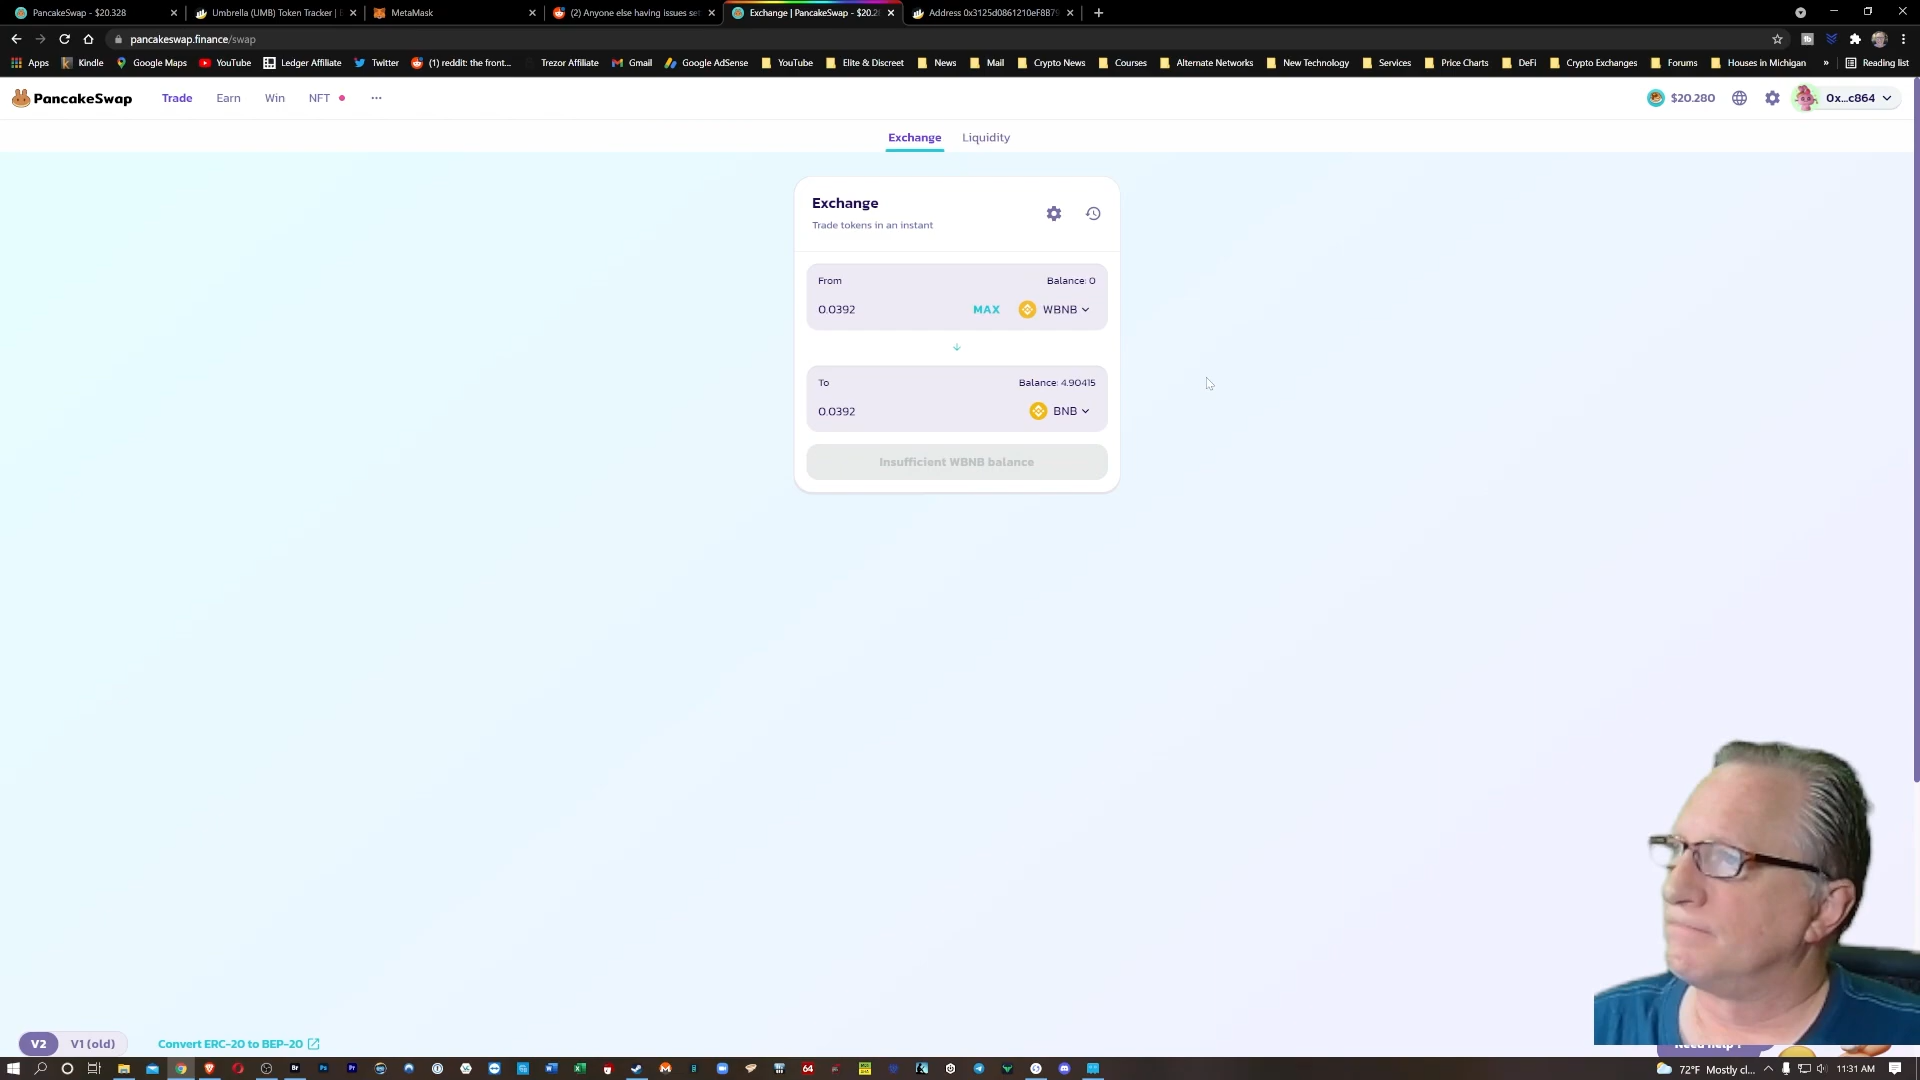 PancakeSwap - $20.328
Umbrella (UMB) Token Tracker |
MetaMask
(2) Anyone else having issues se
Exchange | PancakeSwap - $20.2
Address 0x3125d0861210eF8B79
pancakeswap.finance/swap
Apps
Kindle
Google Maps
YouTube
Ledger Affiliate
Twitter
(1) reddit: the front...
Trezor Affiliate
Gmail
Google AdSense
YouTube
Elite & Discreet
News
Mail
Crypto News
Courses
Alternate Networks
New Technology
Services
Price Charts
DeFi
Crypto Exchanges
Forums
Houses in Michigan
»
Reading list
PancakeSwap
Trade
Earn
Win
NFT
...
$20.280
0x...c864
Exchange
Liquidity
Exchange
Trade tokens in an instant
From
Balance: 0
0.0392
MAX
WBNB
To
Balance: 4.90415
0.0392
BNB
Insufficient WBNB balance
V2
V1 (old)
Convert ERC-20 to BEP-20
Need help ?
72°F Mostly cl...
11:31 AM